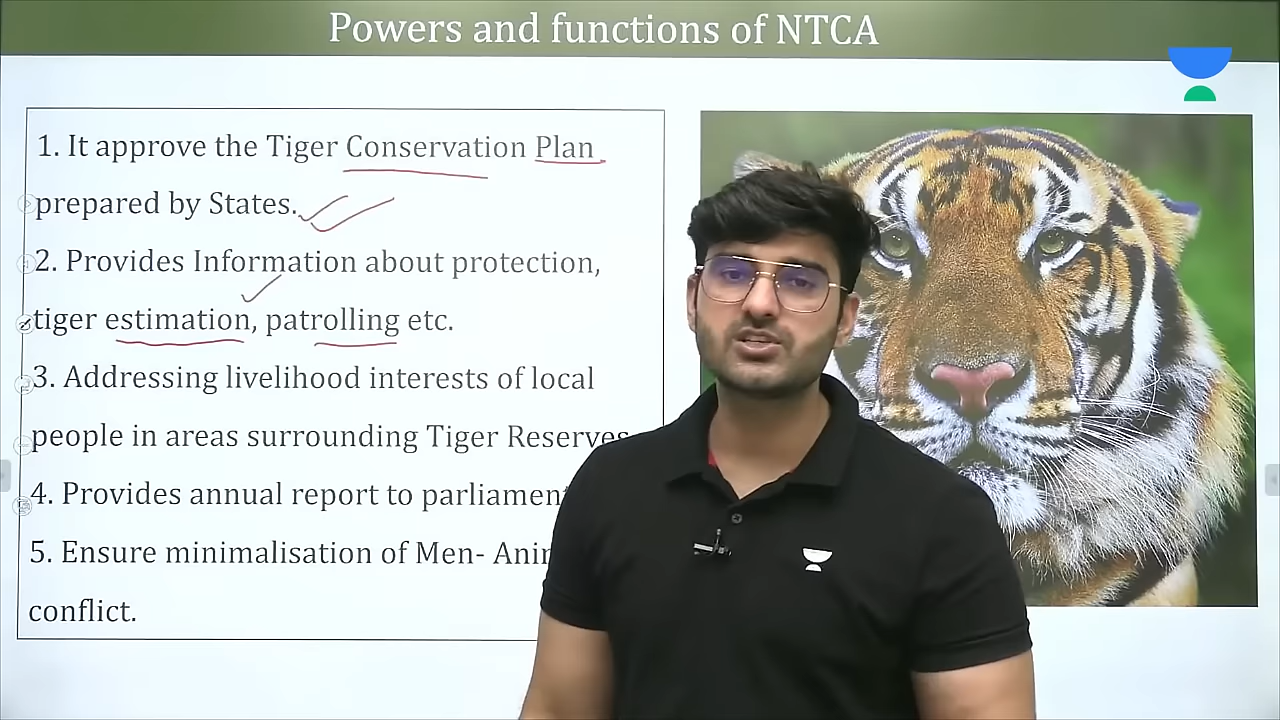 Powers and functions of NTCA
1. It approve the Tiger Conservation Plan
prepared by States.
2. Provides Information about protection,
tiger estimation, patrolling etc.
3. Addressing livelihood interests of local
people in areas surrounding Tiger Reserves
4. Provides annual report to
5. Ensure minimalisation of Men-
conflict.